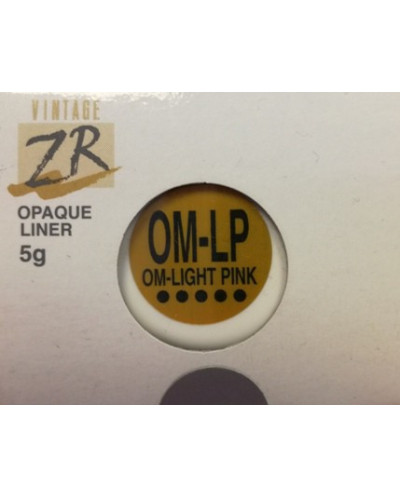 VINTAGE
ZR
OPAQUE
LINER
5g
OM-LP
OM-LIGHT PINK